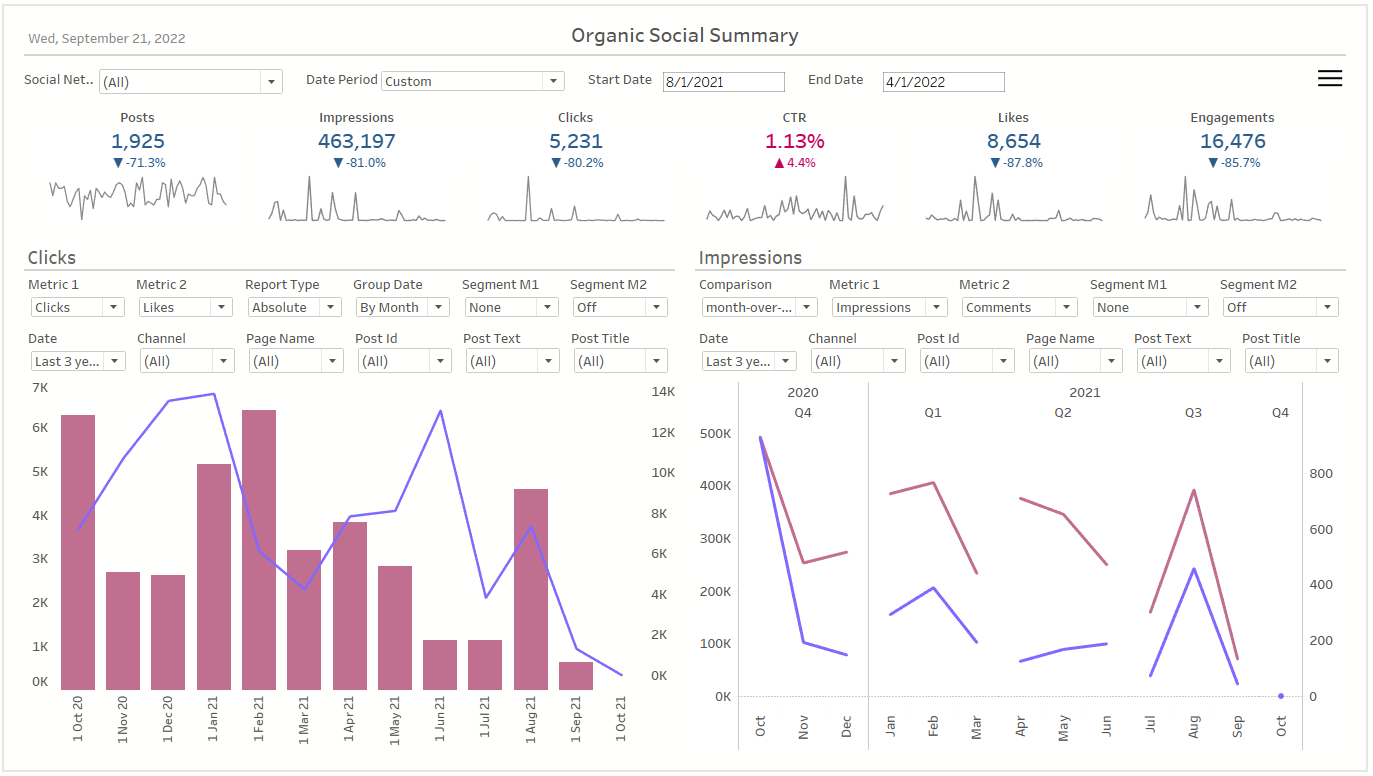 Wed, September 21, 2022
Organic Social Summary
Social Net.. (All) Date Period Custom Start Date 8/1/2021 End Date 4/1/2022
Posts Impressions Clicks CTR Likes Engagements
1,925 463,197 5,231 1.13% 8,654 16,476
▼ -71.3% ▼ -81.0% ▼ -80.2% ▲ 4.4% ▼ -87.8% ▼ -85.7%
Clicks
Metric 1 Metric 2 Report Type Group Date Segment M1 Segment M2
Clicks Likes Absolute By Month None Off
Date Channel Page Name Post Id Post Text Post Title
Last 3 ye... (All) (All) (All) (All) (All)
7K
6K
5K
4K
3K
2K
1K
0K
14K
12K
10K
8K
6K
4K
2K
0K
1 Oct 20
1 Nov 20
1 Dec 20
1 Jan 21
1 Feb 21
1 Mar 21
1 Apr 21
1 May 21
1 Jun 21
1 Jul 21
1 Aug 21
1 Sep 21
1 Oct 21
Impressions
Comparison Metric 1 Metric 2 Segment M1 Segment M2
month-over-... Impressions Comments None Off
Date Channel Post Id Page Name Post Text Post Title
Last 3 ye... (All) (All) (All) (All) (All)
2020 2021
Q4 Q1 Q2 Q3 Q4
500K
400K
300K
200K
100K
0K
800
600
400
200
0
Oct
Nov
Dec
Jan
Feb
Mar
Apr
May
Jun
Jul
Aug
Sep
Oct